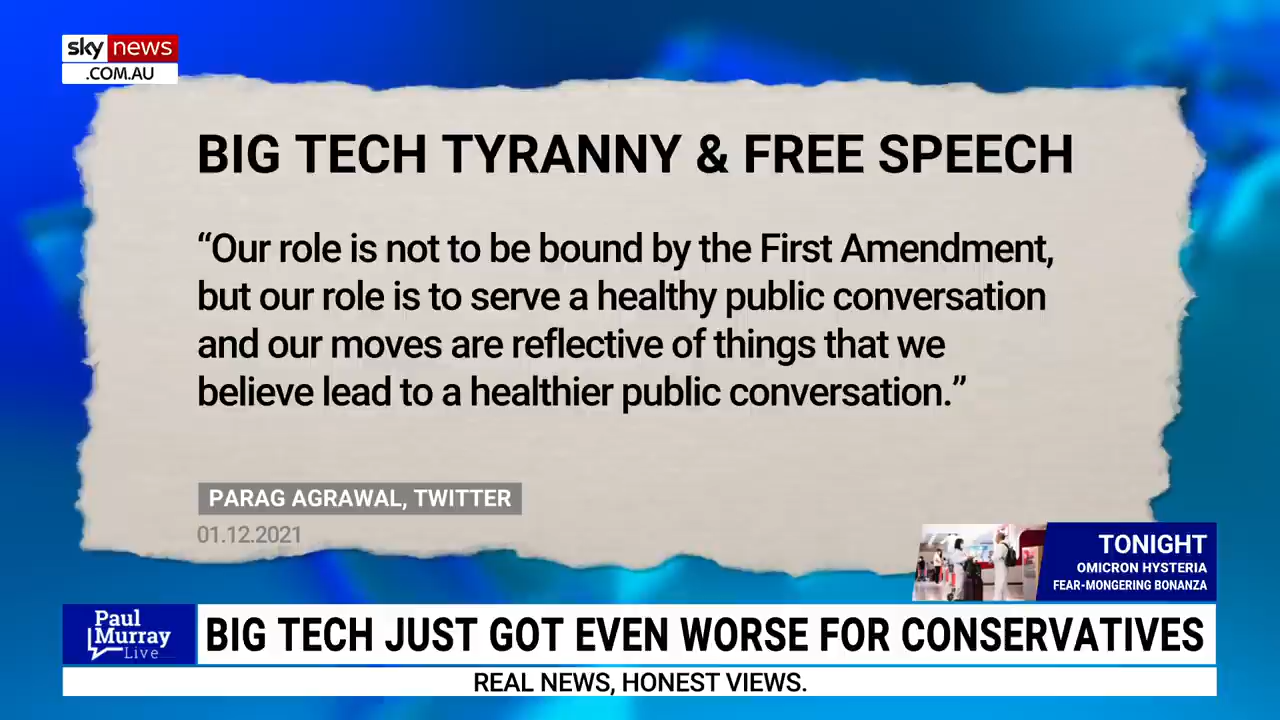 sky news
.COM.AU
BIG TECH TYRANNY & FREE SPEECH
“Our role is not to be bound by the First Amendment,
but our role is to serve a healthy public conversation
and our moves are reflective of things that we
believe lead to a healthier public conversation.”
PARAG AGRAWAL, TWITTER
01.12.2021
TONIGHT
OMICRON HYSTERIA
FEAR-MONGERING BONANZA
Paul
Murray
Live
BIG TECH JUST GOT EVEN WORSE FOR CONSERVATIVES
REAL NEWS, HONEST VIEWS.